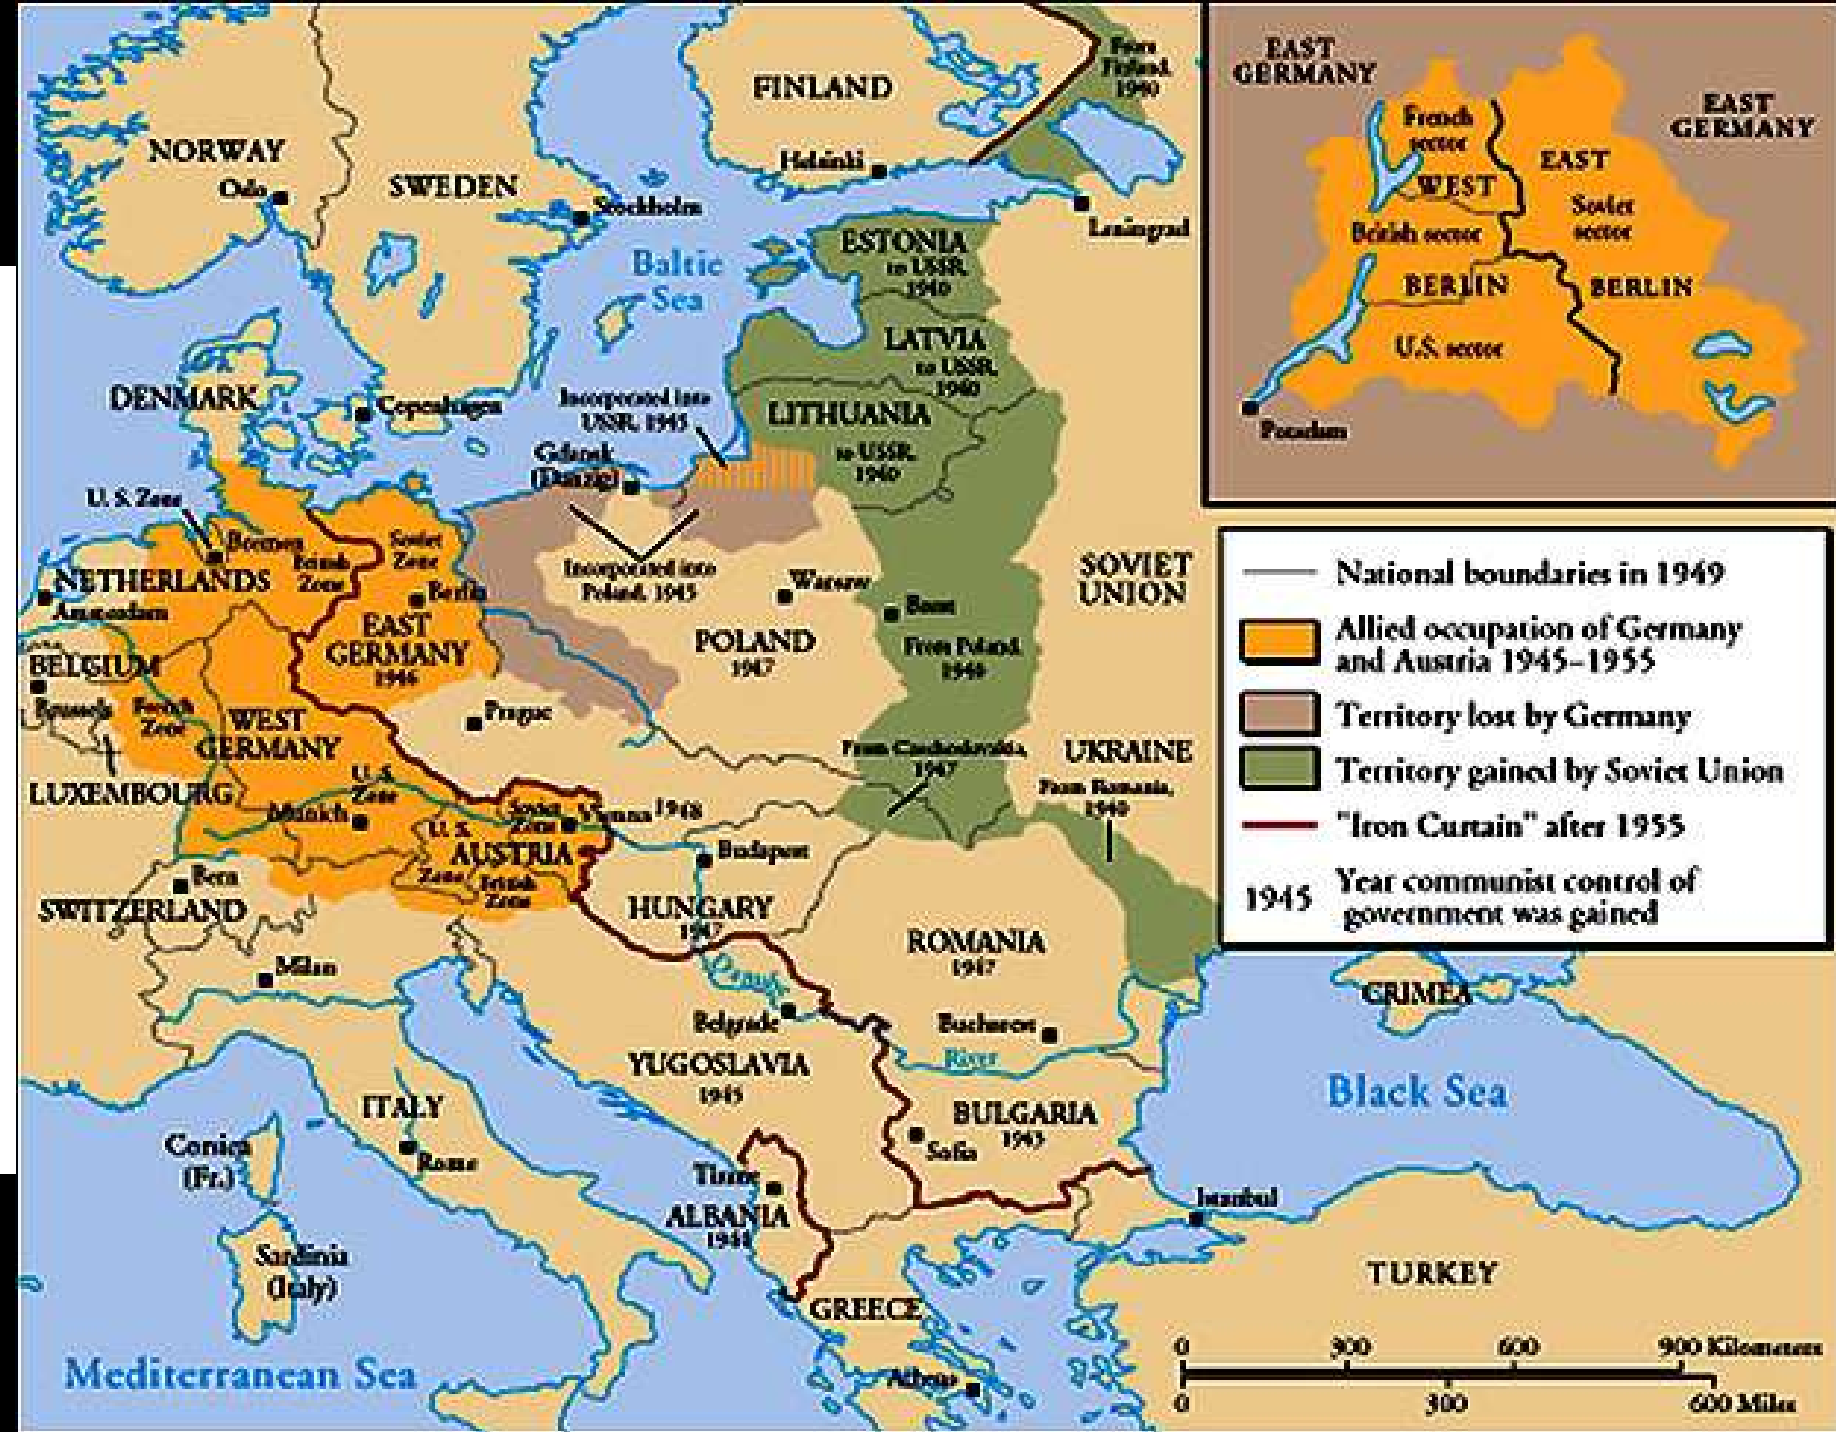 FINLAND
From
Finland,
1940
NORWAY
Oslo
SWEDEN
Helsinki
Stockholm
Leningrad
Baltic
Sea
ESTONIA
to USSR,
1940
LATVIA
to USSR,
1940
DENMARK
Copenhagen
Incorporated into
USSR, 1945
LITHUANIA
to USSR,
1940
Gdansk
(Danzig)
U. S. Zone
Bremen
British
Zone
Soviet
Zone
NETHERLANDS
Amsterdam
Berlin
Incorporated into
Poland, 1945
Warsaw
SOVIET
UNION
EAST
GERMANY
1946
POLAND
1947
Brest
From Poland,
1940
BELGIUM
Brussels
French
Zone
WEST
GERMANY
Prague
LUXEMBOURG
U. S.
Zone
Munich
Soviet
Zone
Vienna
1948
From Czechoslovakia,
1947
UKRAINE
From Romania,
1940
U. S.
Zone
AUSTRIA
British
Zone
Budapest
Bern
SWITZERLAND
HUNGARY
1947
ROMANIA
1947
Milan
Danube
Belgrade
Bucharest
River
CRIMEA
YUGOSLAVIA
1945
BULGARIA
Sofia
Black Sea
ITALY
Rome
Corsica
(Fr.)
Tirane
ALBANIA
1944
Istanbul
Sardinia
(Italy)
GREECE
TURKEY
Mediterranean Sea
Athens
0 300 600 900 Kilometers
0 300 600 Miles
EAST
GERMANY
EAST
GERMANY
French
sector
WEST
EAST
British sector
Soviet
sector
BERLIN
BERLIN
U.S. sector
Potsdam
National boundaries in 1949
Allied occupation of Germany
and Austria 1945–1955
Territory lost by Germany
Territory gained by Soviet Union
"Iron Curtain" after 1955
1945 Year communist control of
government was gained